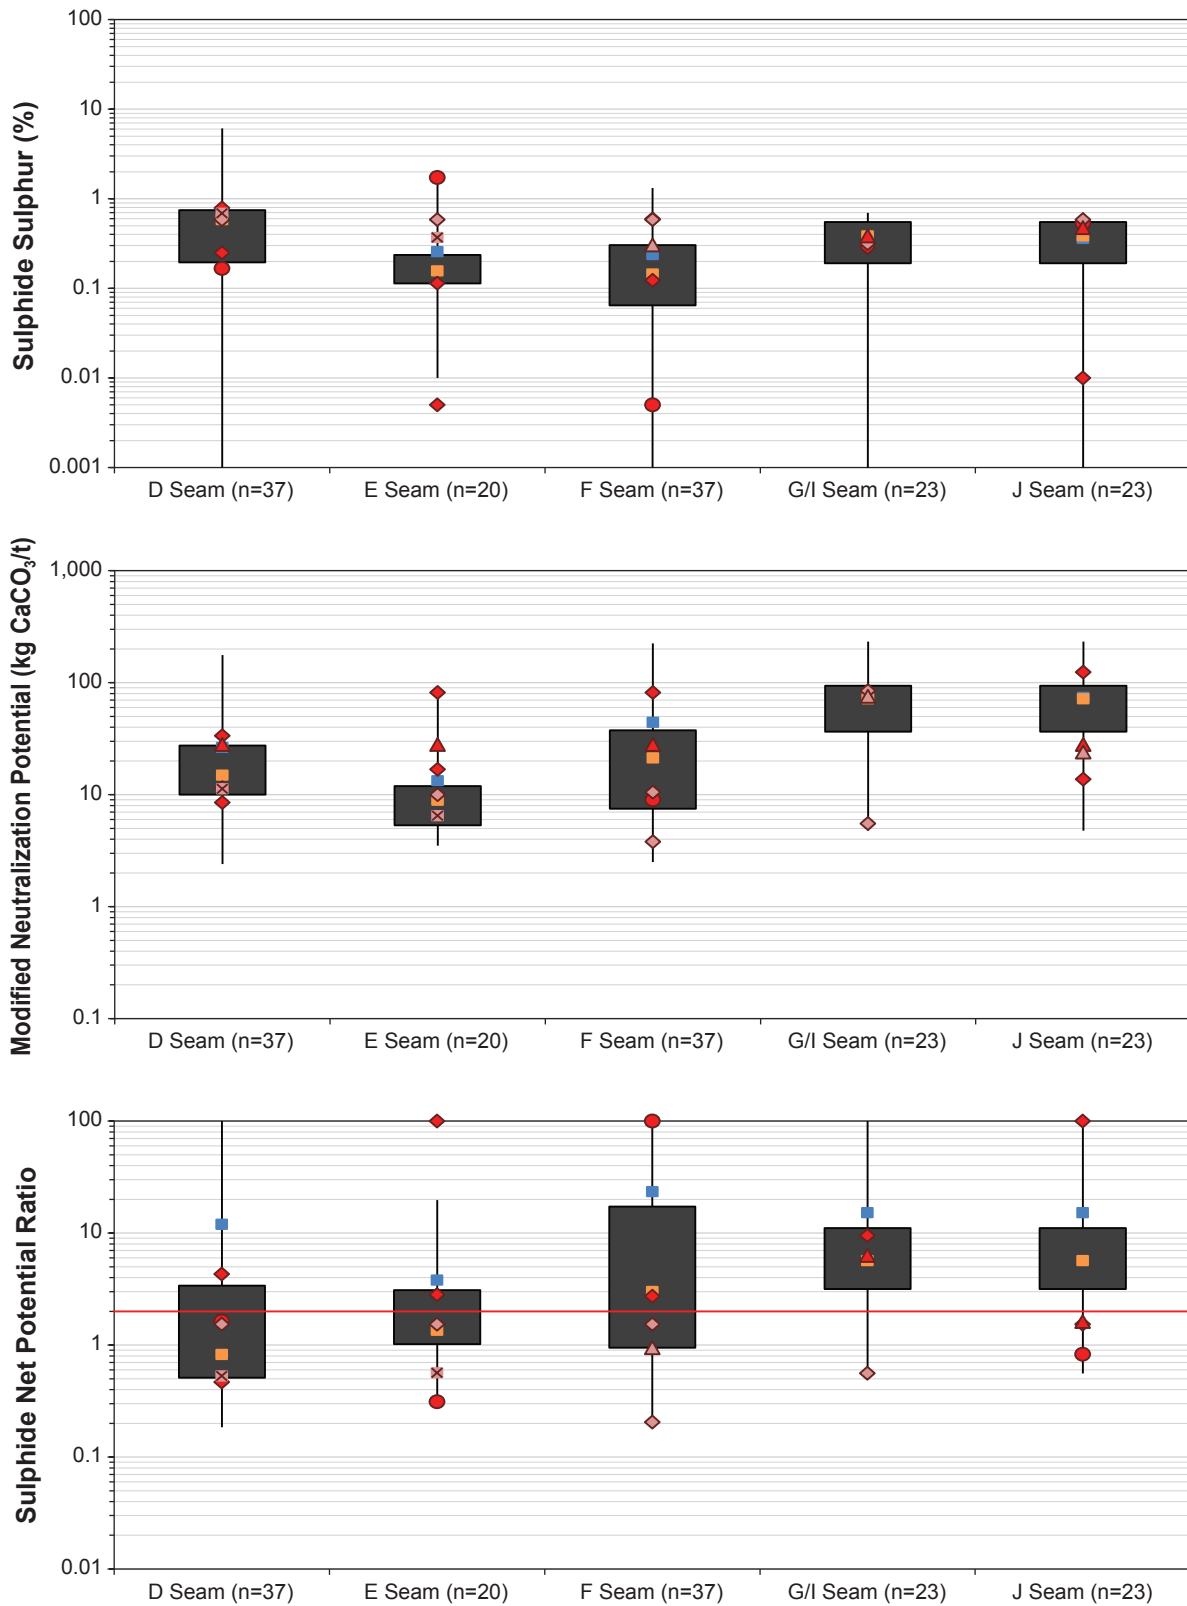 Sulphide Sulphur (%)
100
10
1
0.1
0.01
0.001
D Seam (n=37) E Seam (n=20) F Seam (n=37) G/I Seam (n=23) J Seam (n=23)
Modified Neutralization Potential (kg CaCO₃/t)
1,000
100
10
1
0.1
D Seam (n=37) E Seam (n=20) F Seam (n=37) G/I Seam (n=23) J Seam (n=23)
Sulphide Net Potential Ratio
100
10
1
0.1
0.01
D Seam (n=37) E Seam (n=20) F Seam (n=37) G/I Seam (n=23) J Seam (n=23)